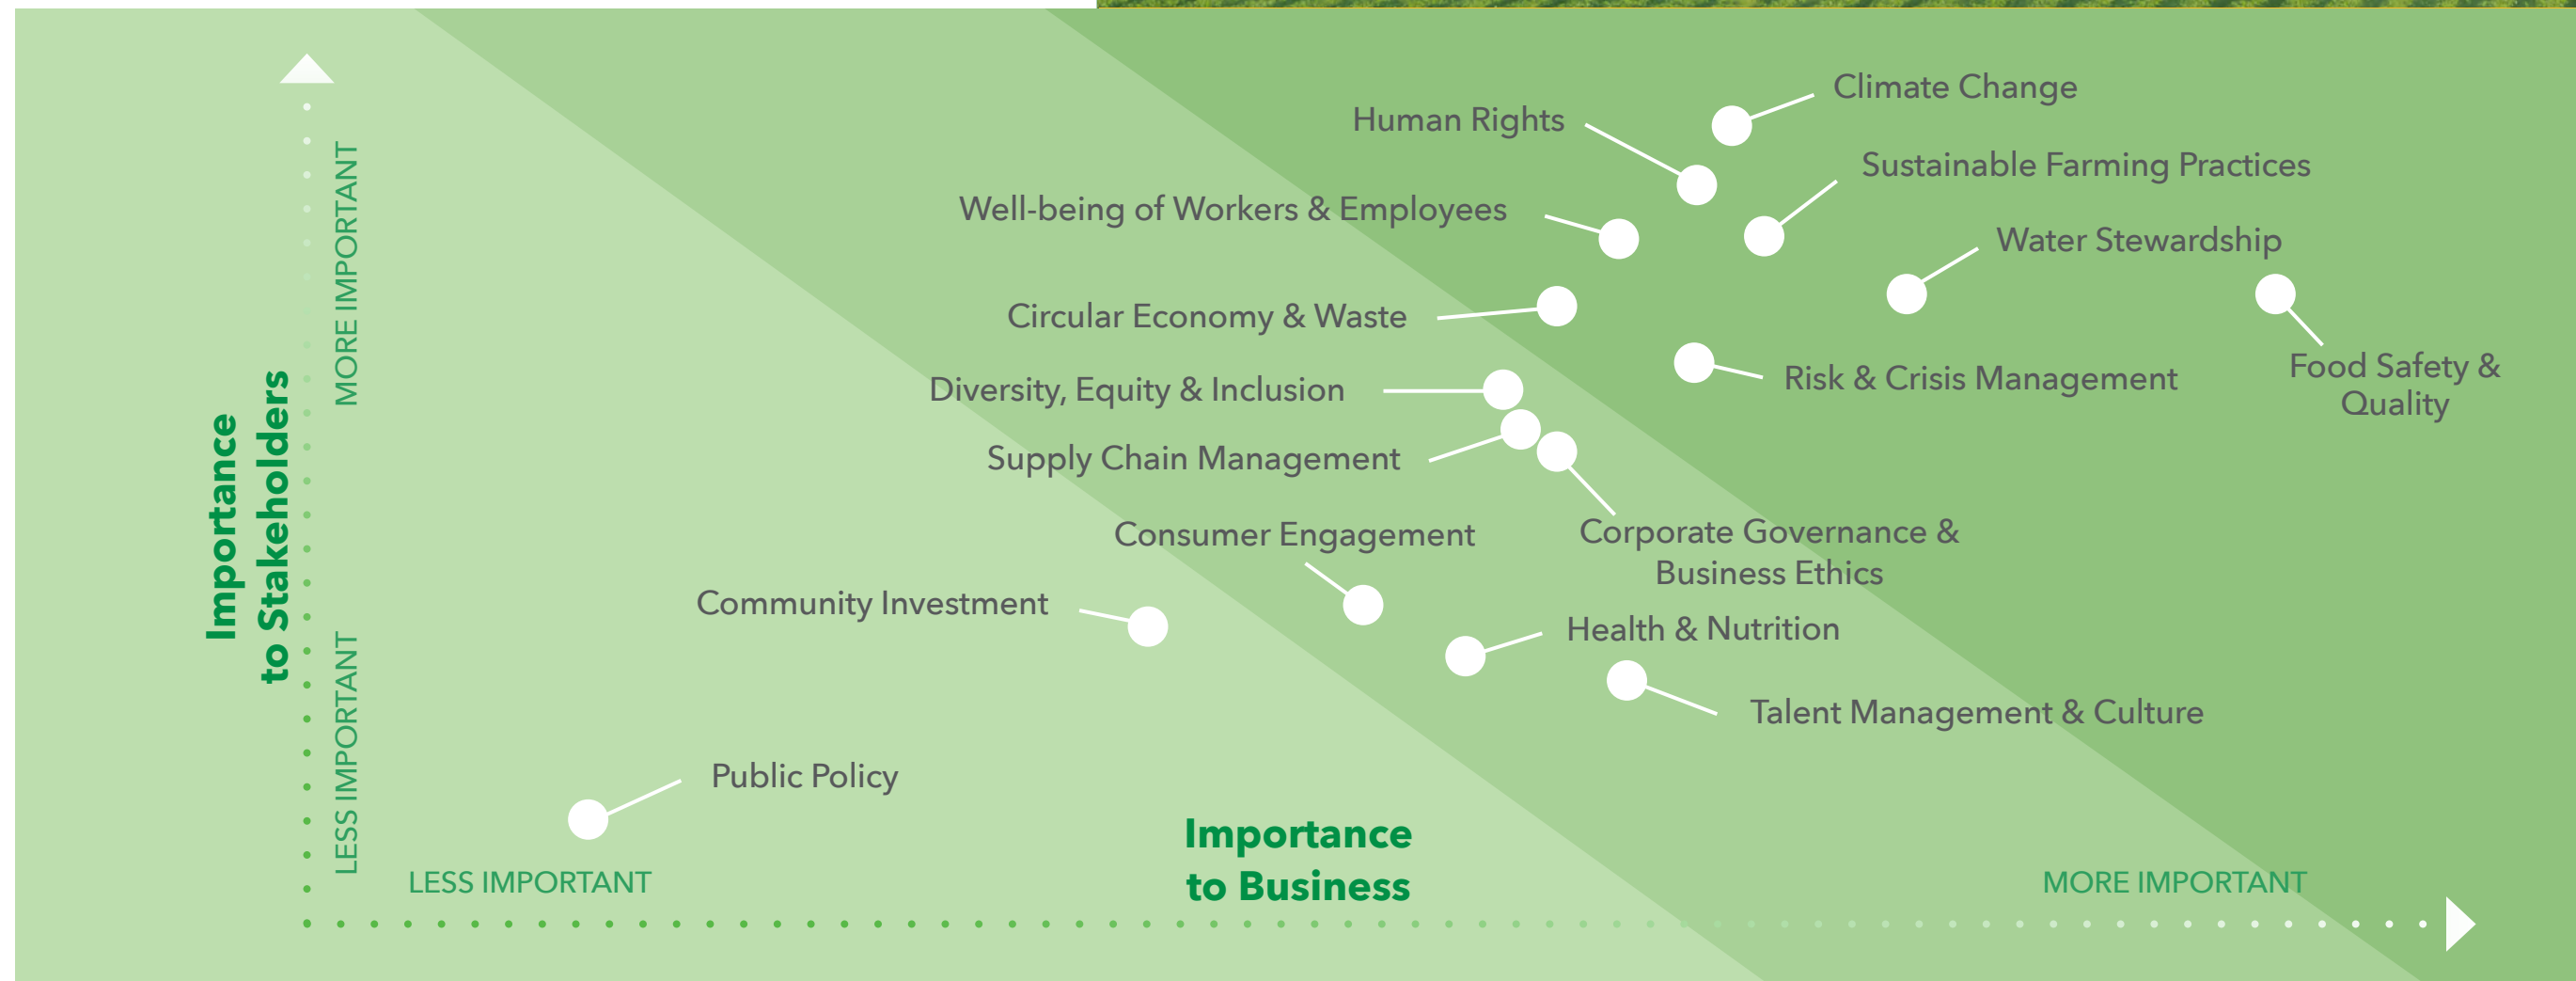 Climate Change
Human Rights
Sustainable Farming Practices
Well-being of Workers & Employees
Water Stewardship
Circular Economy & Waste
Food Safety &
Quality
Risk & Crisis Management
Diversity, Equity & Inclusion
Supply Chain Management
Corporate Governance &
Business Ethics
Consumer Engagement
Community Investment
Health & Nutrition
Talent Management & Culture
Public Policy
Importance
to Stakeholders
MORE IMPORTANT
LESS IMPORTANT
Importance
to Business
LESS IMPORTANT
MORE IMPORTANT